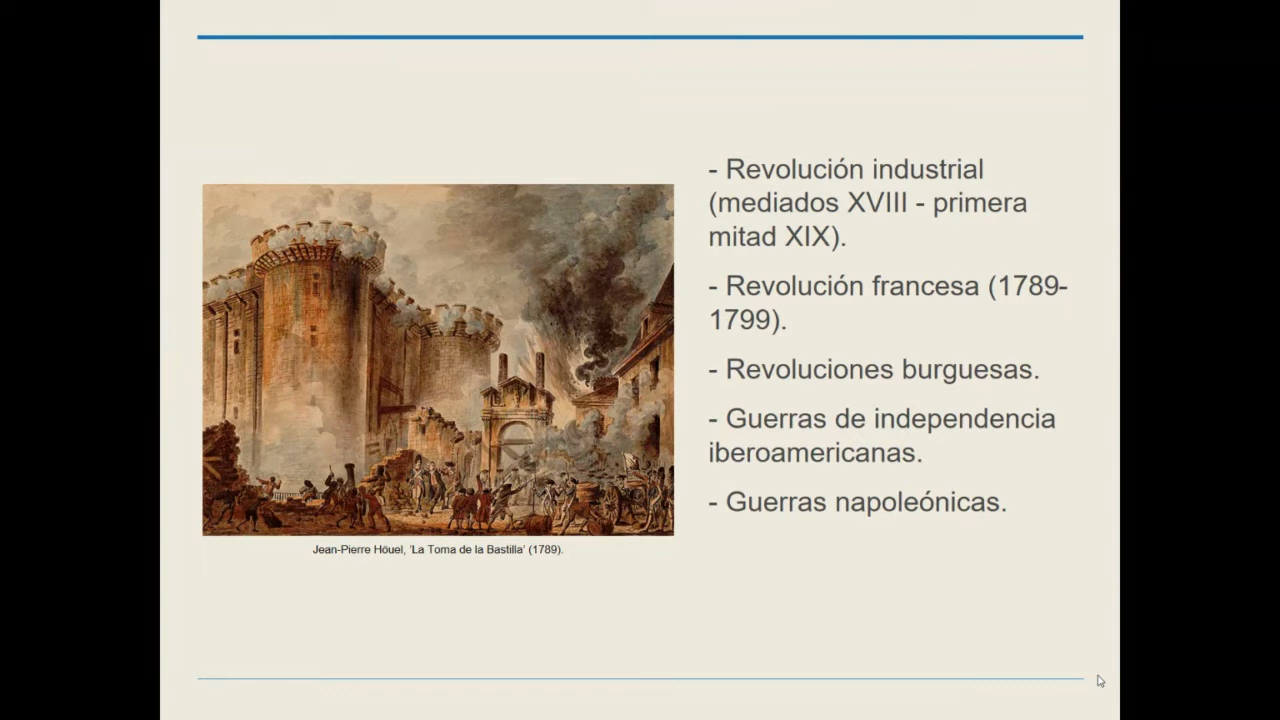 - Revolución industrial
(mediados XVIII - primera
mitad XIX).
- Revolución francesa (1789-
1799).
- Revoluciones burguesas.
- Guerras de independencia
iberoamericanas.
- Guerras napoleónicas.
Jean-Pierre Höuel, 'La Toma de la Bastilla' (1789).